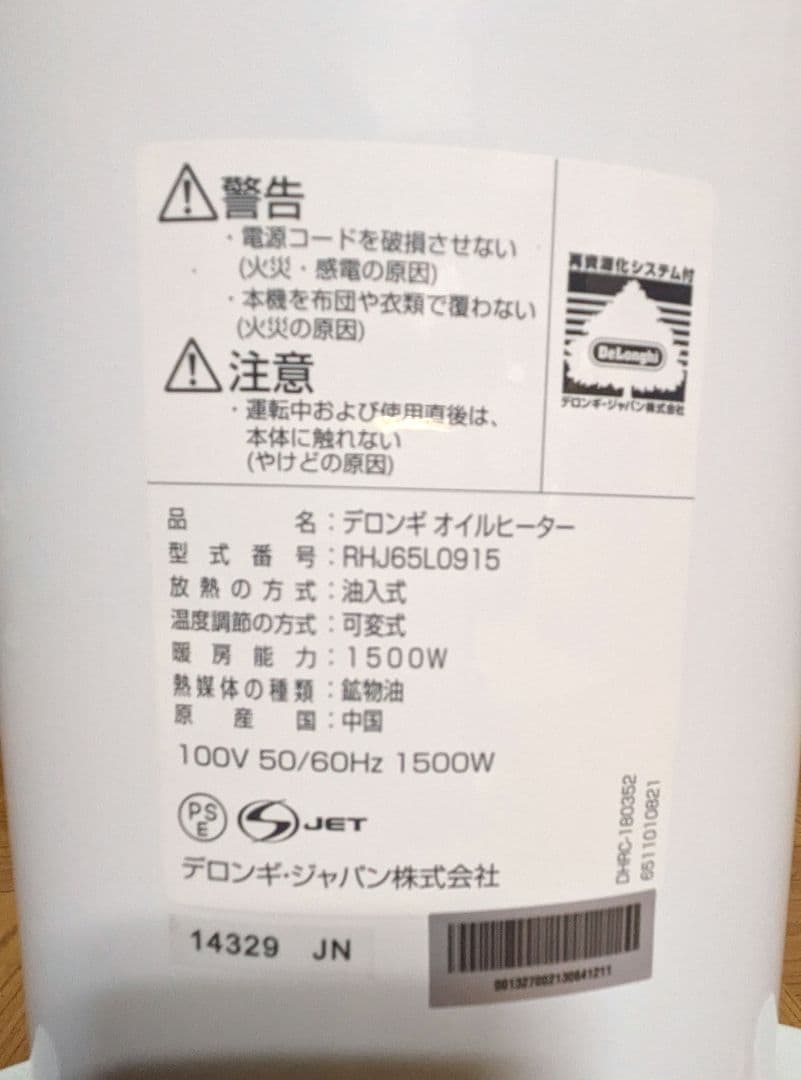 警告
・電源コードを破損させない
(火災・感電の原因)
・本機を布団や衣類で覆わない
(火災の原因)
注意
・運転中および使用直後は、
本体に触れない
(やけどの原因)
再資源化システム付
DeLonghi
デロンギ・ジャパン株式会社
品名：デロンギ オイルヒーター
型式番号：RHJ65L0915
放熱の方式：油入式
温度調節の方式：可変式
暖房能力：1500W
熱媒体の種類：鉱物油
原産国：中国
100V 50/60Hz 1500W
PSE
JET
デロンギ・ジャパン株式会社
DHRC-180352
6511010821
14329 JN
001327002130841211